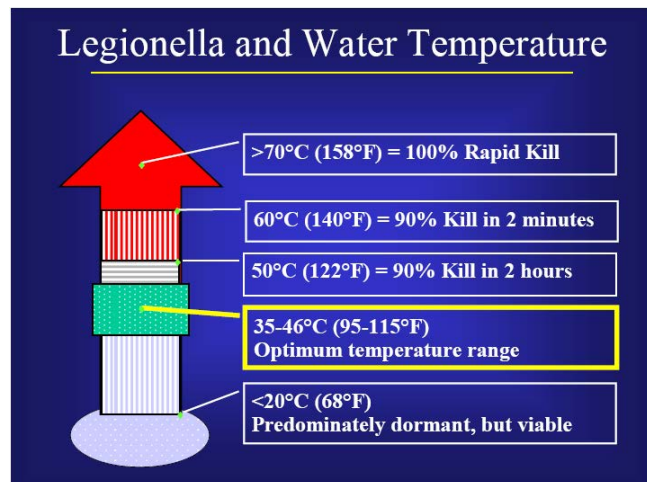 Legionella and Water Temperature
>70°C (158°F) = 100% Rapid Kill
60°C (140°F) = 90% Kill in 2 minutes
50°C (122°F) = 90% Kill in 2 hours
35-46°C (95-115°F)
Optimum temperature range
<20°C (68°F)
Predominately dormant, but viable